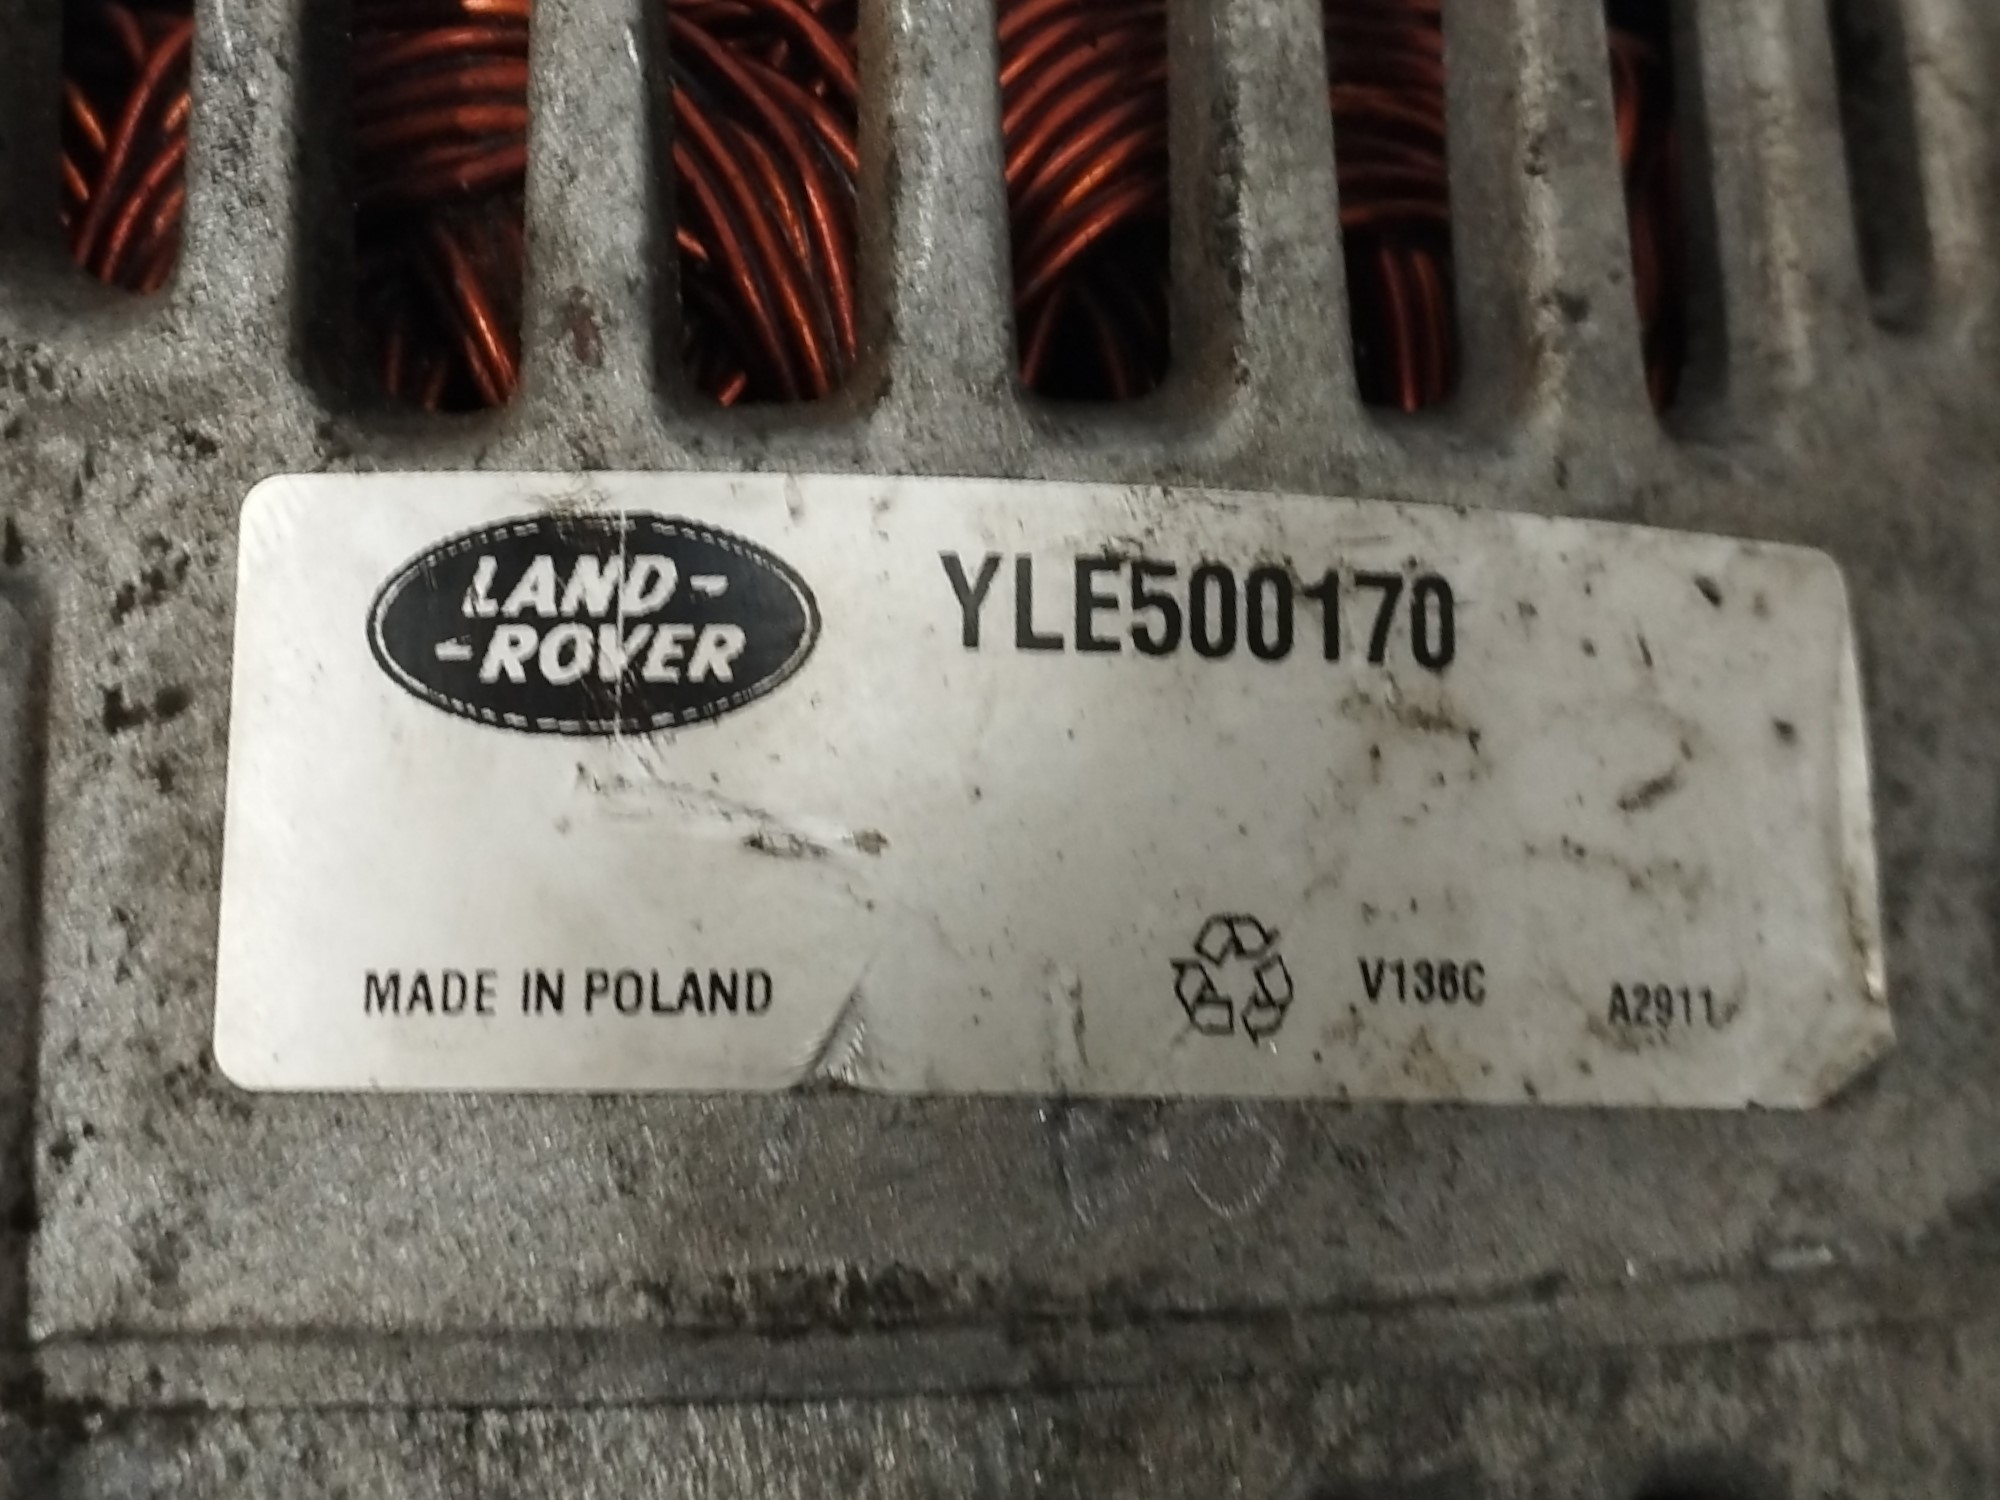 LAND-
-ROVER
YLE500170
MADE IN POLAND
V136C
A2911